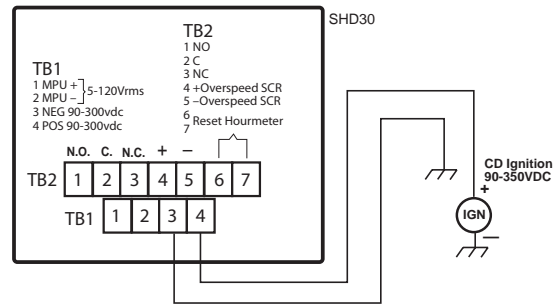 SHD30
TB2
1 NO
2 C
3 NC
4 +Overspeed SCR
5 –Overspeed SCR
6
7 Reset Hourmeter
TB1
1 MPU +
2 MPU –
5-120Vrms
3 NEG 90-300vdc
4 POS 90-300vdc
N.O. C. N.C. + –
TB2 1 2 3 4 5 6 7
TB1 1 2 3 4
CD Ignition
90-350VDC
+
IGN
–